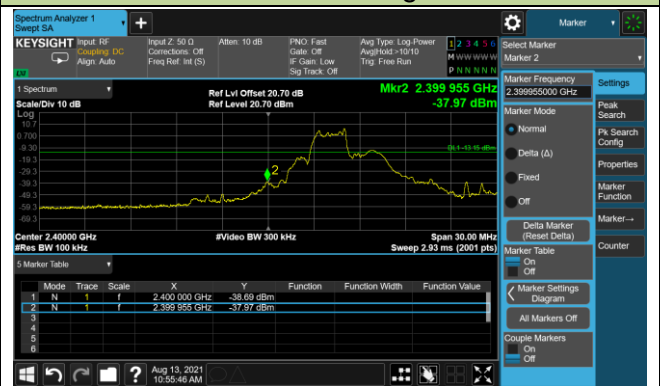 Spectrum Analyzer 1
Swept SA
+
Marker
KEYSIGHT
Input: RF
Coupling: DC
Align: Auto
Input Z: 50 Ω
Corrections: Off
Freq Ref: Int (S)
Atten: 10 dB
PNO: Fast
Gate: Off
IF Gain: Low
Sig Track: Off
Avg Type: Log-Power
Avg|Hold:>10/10
Trig: Free Run
1 2 3 4 5 6
M W W W W W
P N N N N N
LXI
Select Marker
Marker 2
1 Spectrum
Scale/Div 10 dB
Ref Lvl Offset 20.70 dB
Ref Level 20.70 dBm
Mkr2 2.399 955 GHz
-37.97 dBm
Log
10.7
0.700
-9.30
-19.3
-29.3
-39.3
-49.3
-59.3
-69.3
DL1 -13.15 dBm
2
Center 2.40000 GHz
#Res BW 100 kHz
#Video BW 300 kHz
Span 30.00 MHz
Sweep 2.93 ms (2001 pts)
5 Marker Table
Mode Trace Scale X Y Function Function Width Function Value
1 N 1 f 2.400 000 GHz -38.69 dBm
2 N 1 f 2.399 955 GHz -37.97 dBm
3
4
5
6
Marker Frequency
2.399955000 GHz
Marker Mode
Normal
Delta (Δ)
Fixed
Off
Delta Marker
(Reset Delta)
Marker Table
On
Off
Marker Settings
Diagram
All Markers Off
Couple Markers
On
Off
Settings
Peak
Search
Pk Search
Config
Properties
Marker
Function
Marker→
Counter
?
Aug 13, 2021
10:55:46 AM